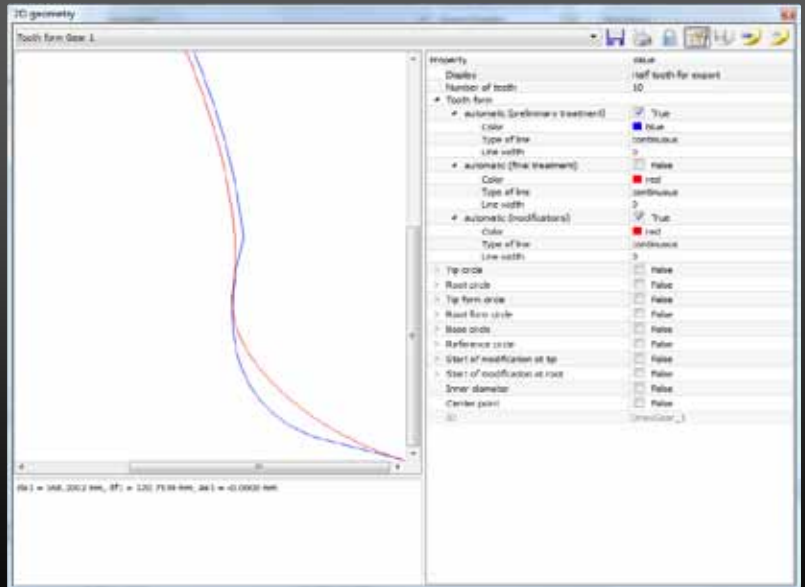 2D geometry
Tooth form Gear 1
Property Value
Display Half tooth for export
Number of teeth 10
Tooth form
automatic (preliminary treatment) True
Color blue
Type of line continuous
Line width
automatic (final treatment) False
Color red
Type of line continuous
Line width
automatic (modifications) True
Color red
Type of line continuous
Line width
Tip circle False
Root circle False
Tip form circle False
Root form circle False
Base circle False
Reference circle False
Start of modification at tip False
Start of modification at root False
Inner diameter False
Center point False
ID